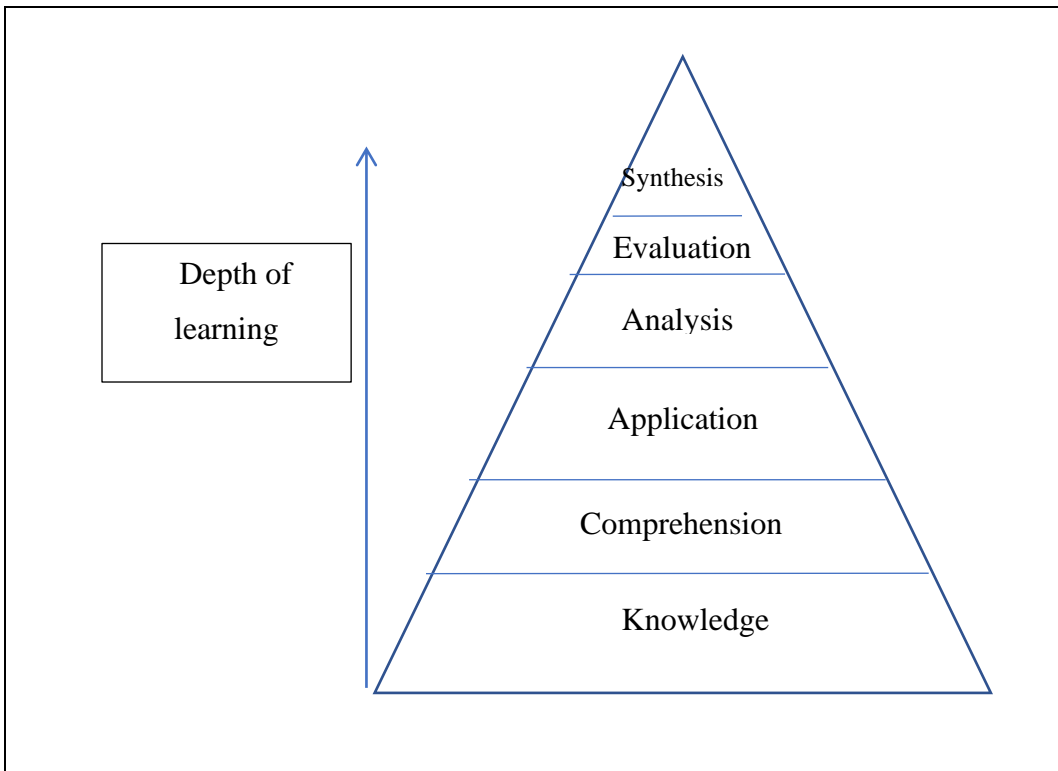 Synthesis
Evaluation
Depth of
learning
Analysis
Application
Comprehension
Knowledge